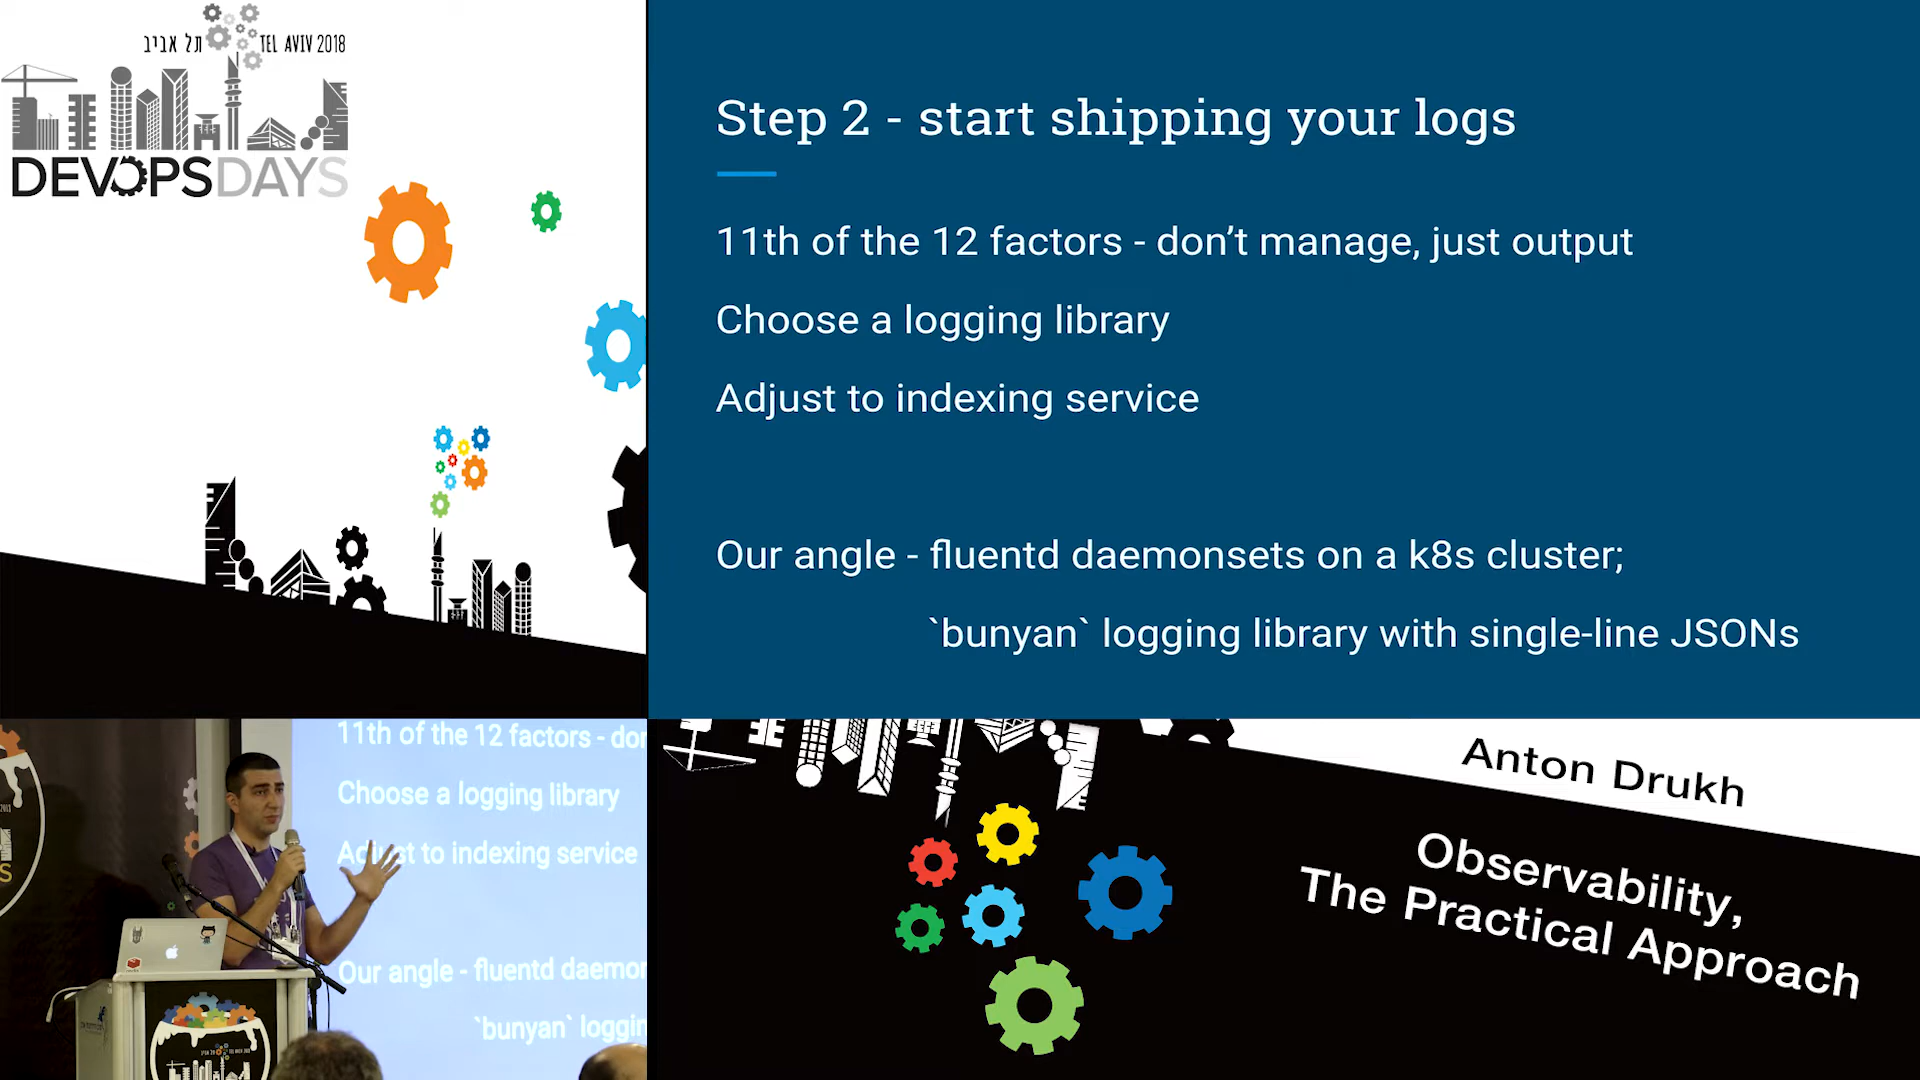 תל אביב TEL AVIV 2018
DEVOPSDAYS
Step 2 - start shipping your logs
11th of the 12 factors - don’t manage, just output
Choose a logging library
Adjust to indexing service
Our angle - fluentd daemonsets on a k8s cluster;
`bunyan` logging library with single-line JSONs
11th of the 12 factors - don
Choose a logging library
Adjust to indexing service
Our angle - fluentd daemon
`bunyan` loggin
Anton Drukh
Observability,
The Practical Approach